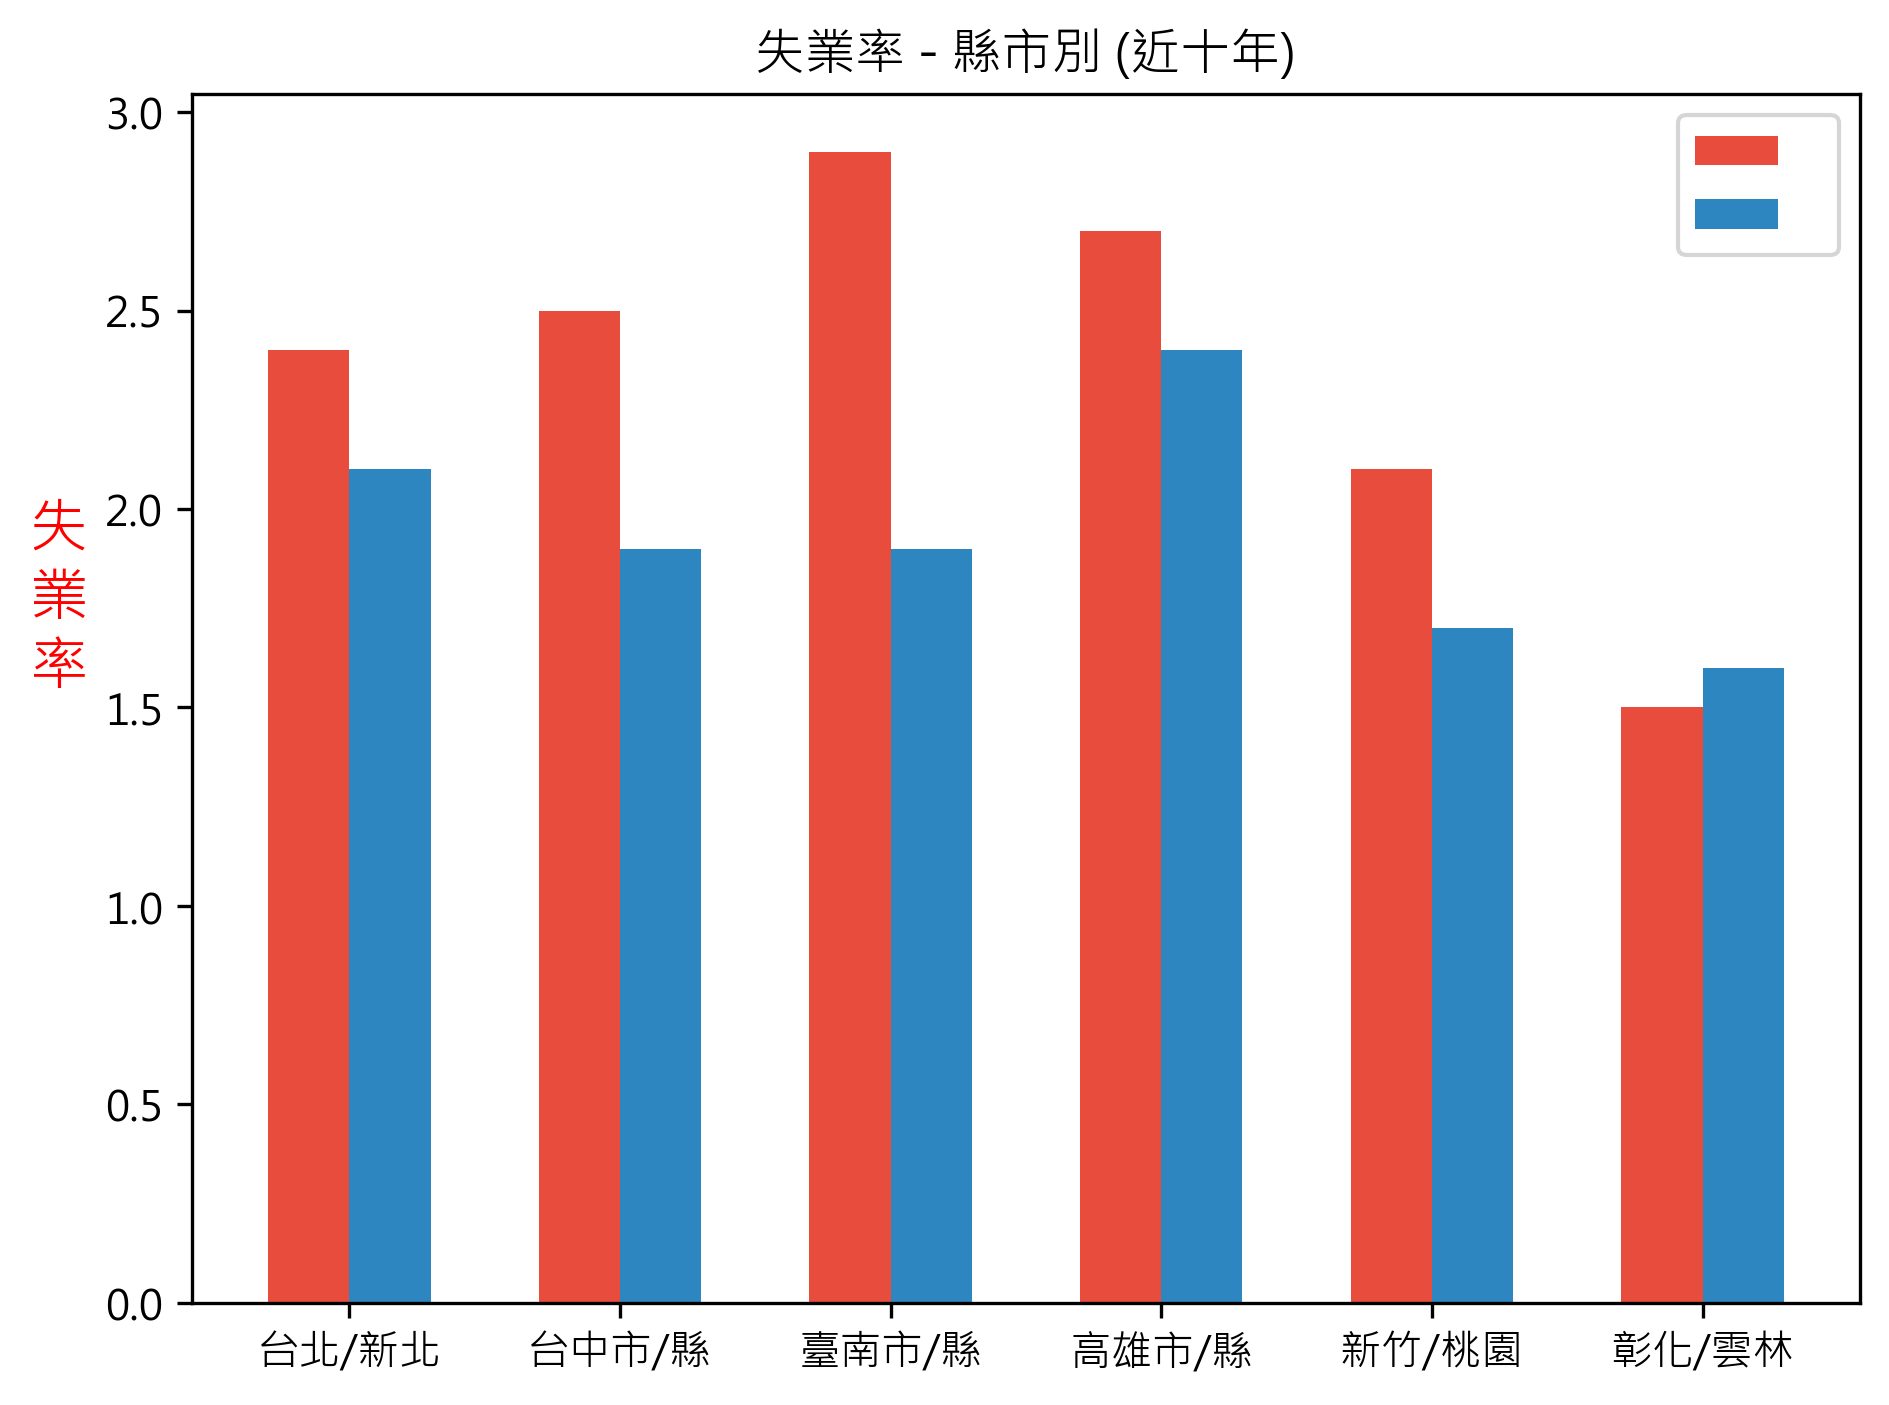 失業率 - 縣市別 (近十年)
3.0
2.5
2.0
1.5
1.0
0.5
0.0
失
業
率
台北/新北
台中市/縣
臺南市/縣
高雄市/縣
新竹/桃園
彰化/雲林